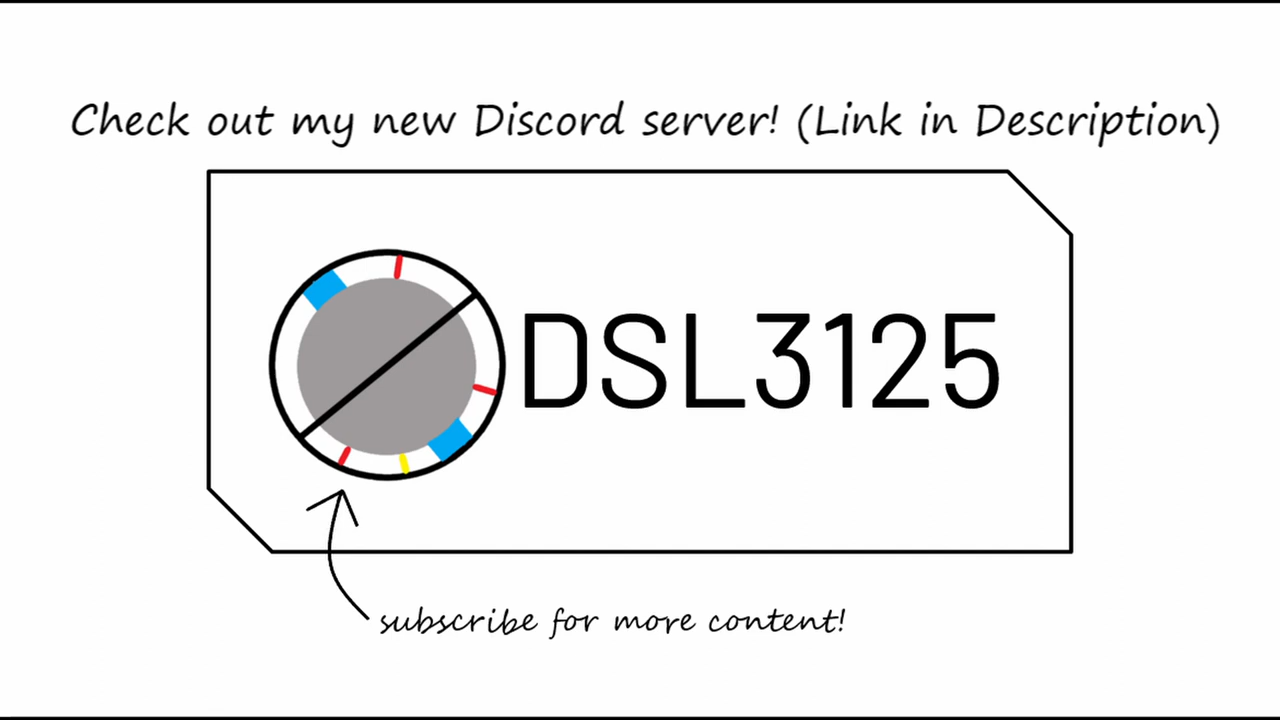 Check out my new Discord server! (Link in Description)
DSL3125
subscribe for more content!